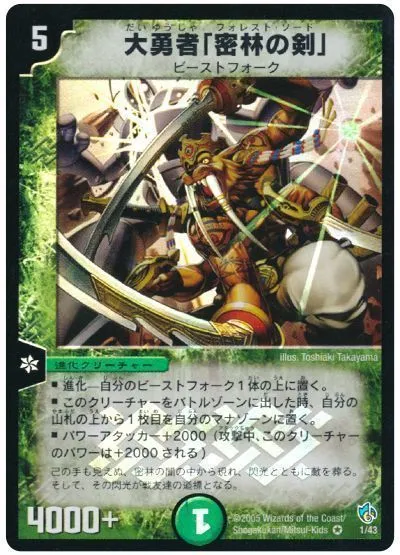 だいゆうしゃ フォレスト・ソード
5
大勇者「密林の剣」
ビーストフォーク
illus. Toshiaki Takayama
進化クリーチャー
■ 進化―自分のビーストフォーク1体の上に置く。
■ このクリーチャーをバトルゾーンに出した時、自分の
山札の上から1枚目を自分のマナゾーンに置く。
■ パワーアタッカー+2000(攻撃中、このクリーチャー
のパワーは+2000される)
己の手も見えぬ、密林の闇の中から現れ、閃光とともに敵を葬る。
そして、その閃光が戦友達の道標となる。
4000+
1
©2005 Wizards of the Coast/
Shogakukan/Mitsui-Kids
1/43